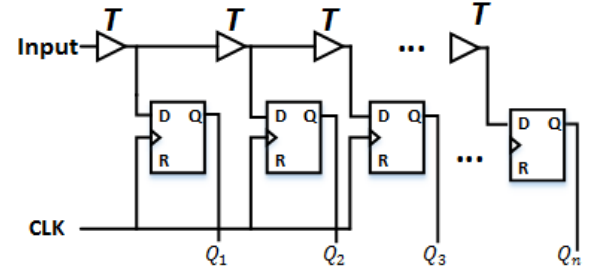 T T T T
Input ...
D Q D Q D Q D Q
R R R R
...
CLK
Q1 Q2 Q3 Qn